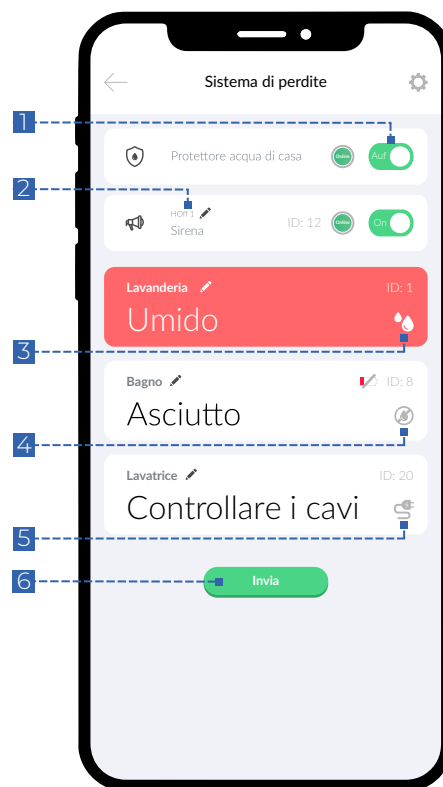 Sistema di perdite
1
Protettore acqua di casa Online Auf
2
HOff 1
Sirena ID: 12 Online On
Lavanderia ID: 1
Umido
3
Bagno ID: 8
Asciutto
4
Lavatrice ID: 20
Controllare i cavi
5
6
Invia